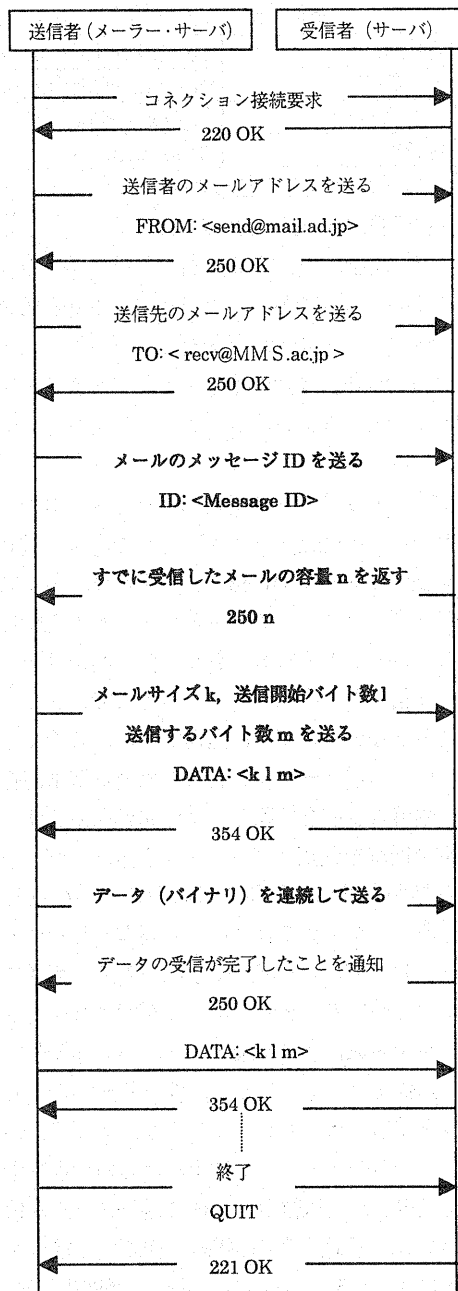 送信者（メーラー・サーバ）
受信者（サーバ）
コネクション接続要求
220 OK
送信者のメールアドレスを送る
FROM: <send@mail.ad.jp>
250 OK
送信先のメールアドレスを送る
TO: < recv@MMS.ac.jp >
250 OK
メールのメッセージ ID を送る
ID: <Message ID>
すでに受信したメールの容量 n を返す
250 n
メールサイズ k, 送信開始バイト数 l
送信するバイト数 m を送る
DATA: <k l m>
354 OK
データ（バイナリ）を連続して送る
データの受信が完了したことを通知
250 OK
DATA: <k l m>
354 OK
終了
QUIT
221 OK